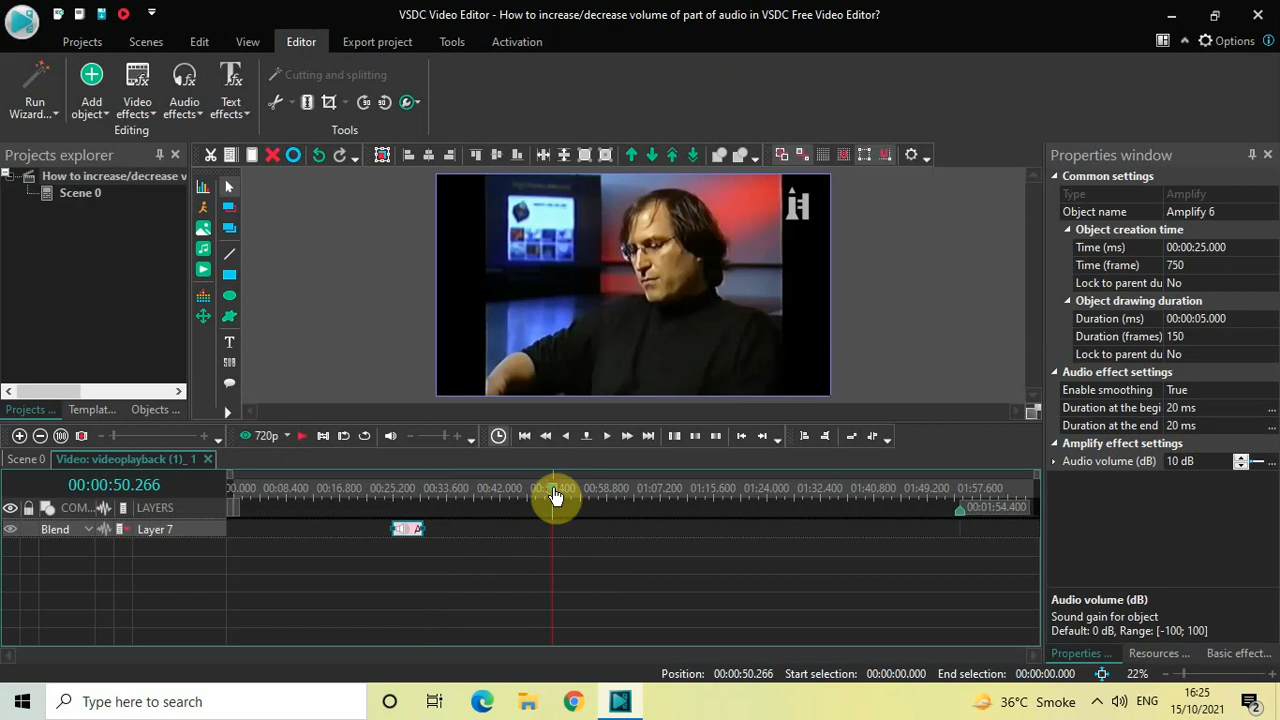 VSDC Video Editor - How to increase/decrease volume of part of audio in VSDC Free Video Editor?
Projects Scenes Edit View Editor Export project Tools Activation
Options
Cutting and splitting
Run Wizard...
Add object
Video effects
Audio effects
Text effects
Editing
Tools
Projects explorer
How to increase/decrease v
Scene 0
Projects ... Templat... Objects ...
Properties window
Common settings
Type Amplify
Object name Amplify 6
Object creation time
Time (ms) 00:00:25.000
Time (frame) 750
Lock to parent du No
Object drawing duration
Duration (ms) 00:00:05.000
Duration (frames) 150
Lock to parent du No
Audio effect settings
Enable smoothing True
Duration at the begi 20 ms ...
Duration at the end 20 ms ...
Amplify effect settings
Audio volume (dB) 10 dB ...
Audio volume (dB)
Sound gain for object
Default: 0 dB, Range: [-100; 100]
Properties ... Resources ... Basic effect...
720p
Scene 0 Video: videoplayback (1)_ 1
00:00:50.266
0.000 00:08.400 00:16.800 00:25.200 00:33.600 00:42.000 00:58.800 01:07.200 01:15.600 01:24.000 01:32.400 01:40.800 01:49.200 01:57.600
COM... LAYERS
00:01:54.400
Blend Layer 7
A
Position: 00:00:50.266 Start selection: 00:00:00.000 End selection: 00:00:00.000 22%
Type here to search
36°C Smoke
ENG
16:25
15/10/2021
2